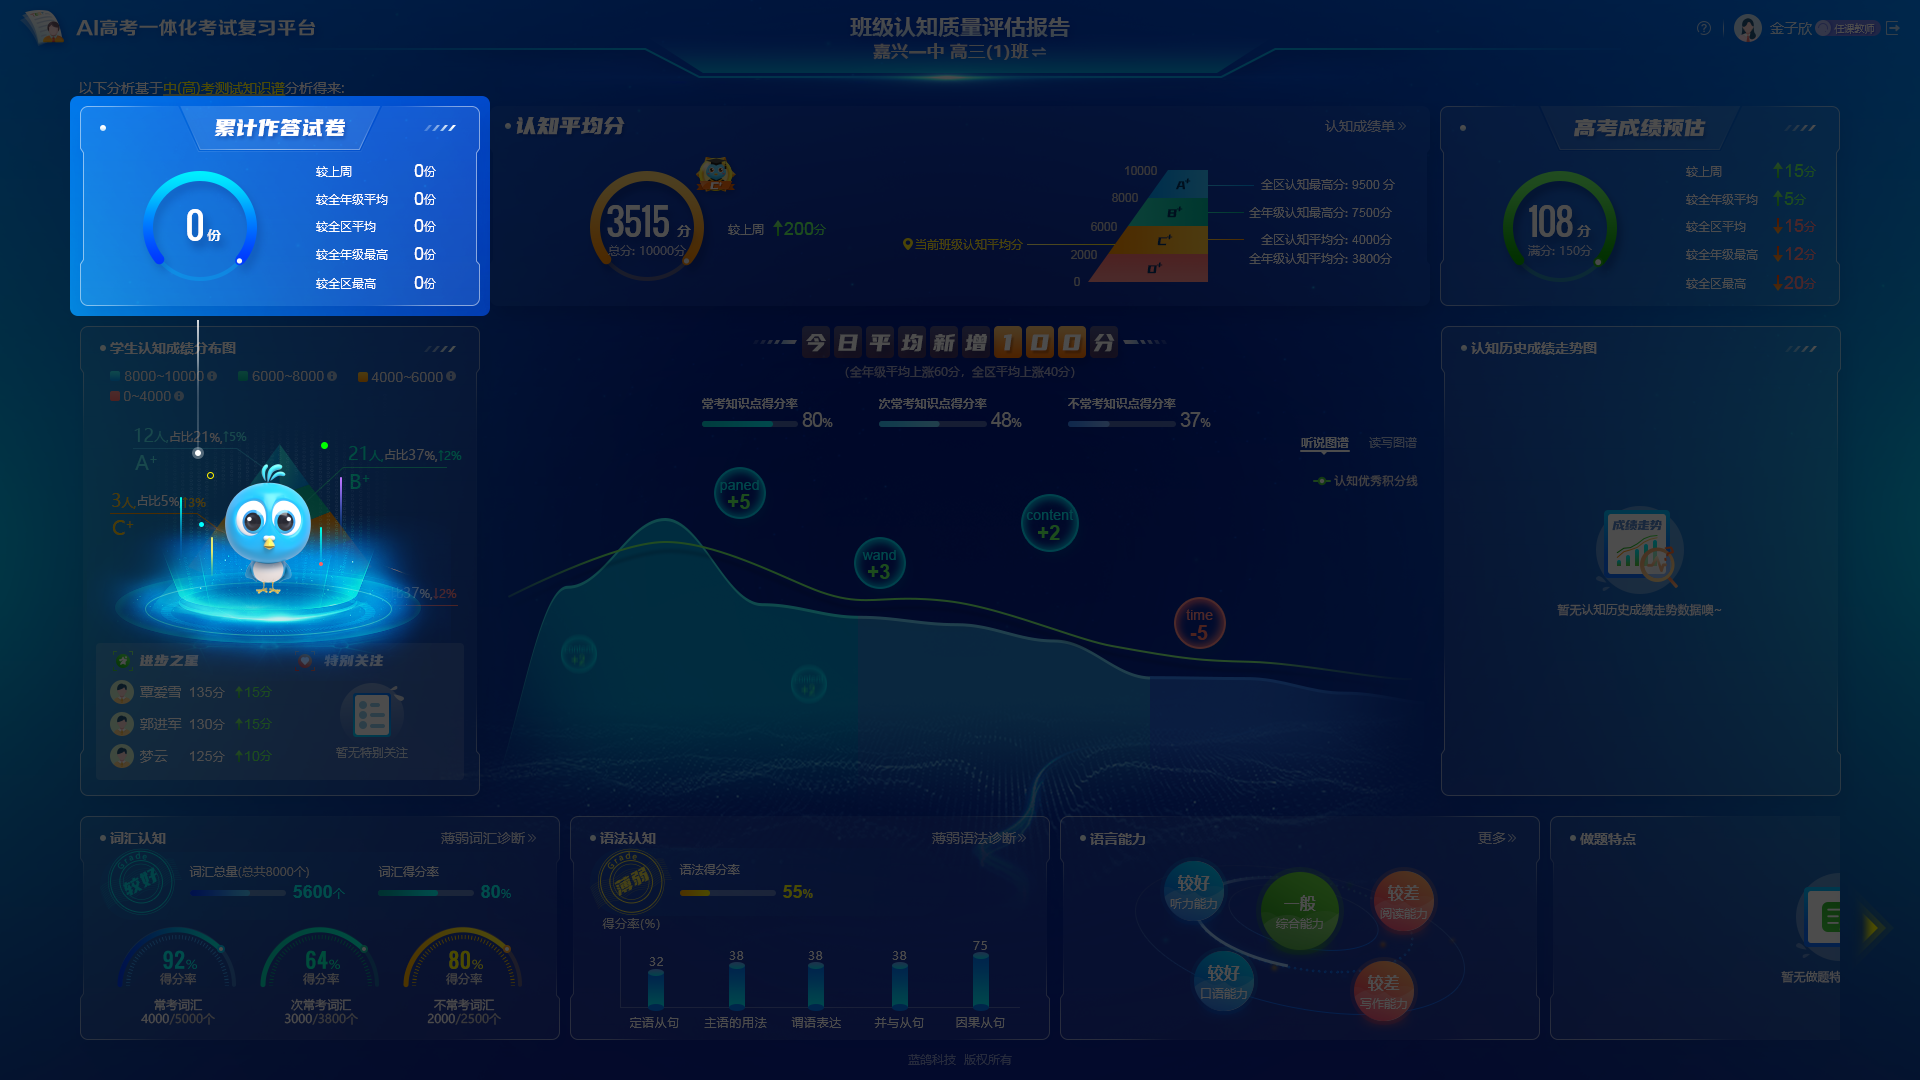 AI高考一体化考试复习平台
班级认知质量评估报告
嘉兴一中 高三(1)班
金子欣 任课教师
以下分析基于中(高)考测试知识谱分析得来:
累计作答试卷
0份
较上周 0份
较全年级平均 0份
较全区平均 0份
较全年级最高 0份
较全区最高 0份
认知平均分
认知成绩单»
3515 分
总分: 10000分
较上周 ↑200分
当前班级认知平均分
10000
8000
6000
2000
0
A+
B+
C+
D+
全区认知最高分: 9500 分
全年级认知最高分: 7500分
全区认知平均分: 4000分
全年级认知平均分: 3800分
高考成绩预估
108 分
满分: 150分
较上周 ↑15分
较全年级平均 ↑5分
较全区平均 ↓15分
较全年级最高 ↓12分
较全区最高 ↓20分
学生认知成绩分布图
8000~10000 6000~8000 4000~6000
0~4000
12人,占比21%,↑5%
A+
21人,占比37%,↑2%
B+
3人,占比5%,↑3%
C+
37%,↓2%
进步之星
覃爱雪 135分 ↑15分
郭进军 130分 ↑15分
梦云 125分 ↑10分
特别关注
暂无特别关注
今日平均新增100分
(全年级平均上涨60分, 全区平均上涨40分)
常考知识点得分率 80%
次常考知识点得分率 48%
不常考知识点得分率 37%
听说图谱 读写图谱
认知优秀积分线
paned
+5
wand
+3
content
+2
time
-5
认知历史成绩走势图
成绩走势
暂无认知历史成绩走势数据噢~
词汇认知
薄弱词汇诊断»
Grade
较好
词汇总量(总共8000个)
5600个
词汇得分率
80%
92%
得分率
常考词汇
4000/5000个
64%
得分率
次常考词汇
3000/3800个
80%
得分率
不常考词汇
2000/2500个
语法认知
薄弱语法诊断»
Grade
薄弱
语法得分率
55%
得分率(%)
32 38 38 38 75
定语从句 主语的用法 谓语表达 并与从句 因果从句
语言能力
更多»
较好
听力能力
一般
综合能力
较差
阅读能力
较好
口语能力
较差
写作能力
做题特点
暂无做题特
蓝鸽科技 版权所有